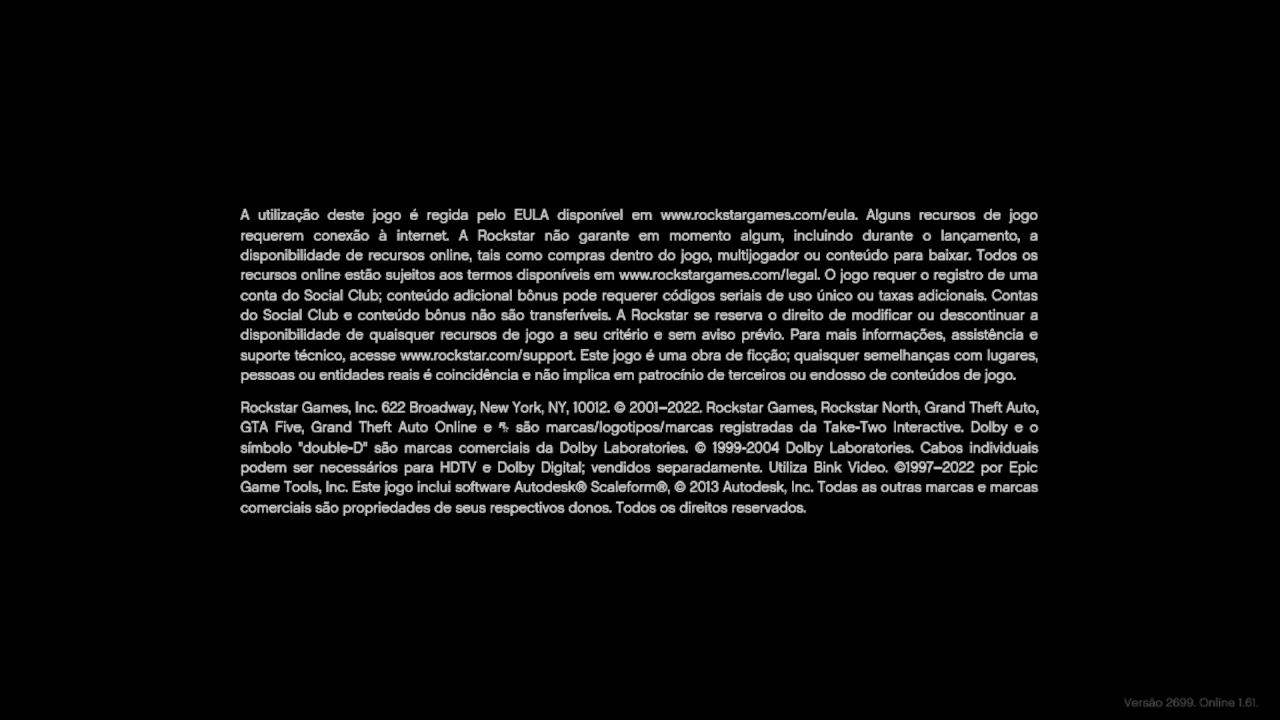 A utilização deste jogo é regida pelo EULA disponível em www.rockstargames.com/eula. Alguns recursos de jogo
requerem conexão à internet. A Rockstar não garante em momento algum, incluindo durante o lançamento, a
disponibilidade de recursos online, tais como compras dentro do jogo, multijogador ou conteúdo para baixar. Todos os
recursos online estão sujeitos aos termos disponíveis em www.rockstargames.com/legal. O jogo requer o registro de uma
conta do Social Club; conteúdo adicional bônus pode requerer códigos seriais de uso único ou taxas adicionais. Contas
do Social Club e conteúdo bônus não são transferíveis. A Rockstar se reserva o direito de modificar ou descontinuar a
disponibilidade de quaisquer recursos de jogo a seu critério e sem aviso prévio. Para mais informações, assistência e
suporte técnico, acesse www.rockstar.com/support. Este jogo é uma obra de ficção; quaisquer semelhanças com lugares,
pessoas ou entidades reais é coincidência e não implica em patrocínio de terceiros ou endosso de conteúdos de jogo.
Rockstar Games, Inc. 622 Broadway, New York, NY, 10012. © 2001–2022. Rockstar Games, Rockstar North, Grand Theft Auto,
GTA Five, Grand Theft Auto Online e R* são marcas/logotipos/marcas registradas da Take-Two Interactive. Dolby e o
símbolo "double-D" são marcas comerciais da Dolby Laboratories. © 1999-2004 Dolby Laboratories. Cabos individuais
podem ser necessários para HDTV e Dolby Digital; vendidos separadamente. Utiliza Bink Video. ©1997–2022 por Epic
Game Tools, Inc. Este jogo inclui software Autodesk® Scaleform®, © 2013 Autodesk, Inc. Todas as outras marcas e marcas
comerciais são propriedades de seus respectivos donos. Todos os direitos reservados.
Versão 2699. Online 1.61.